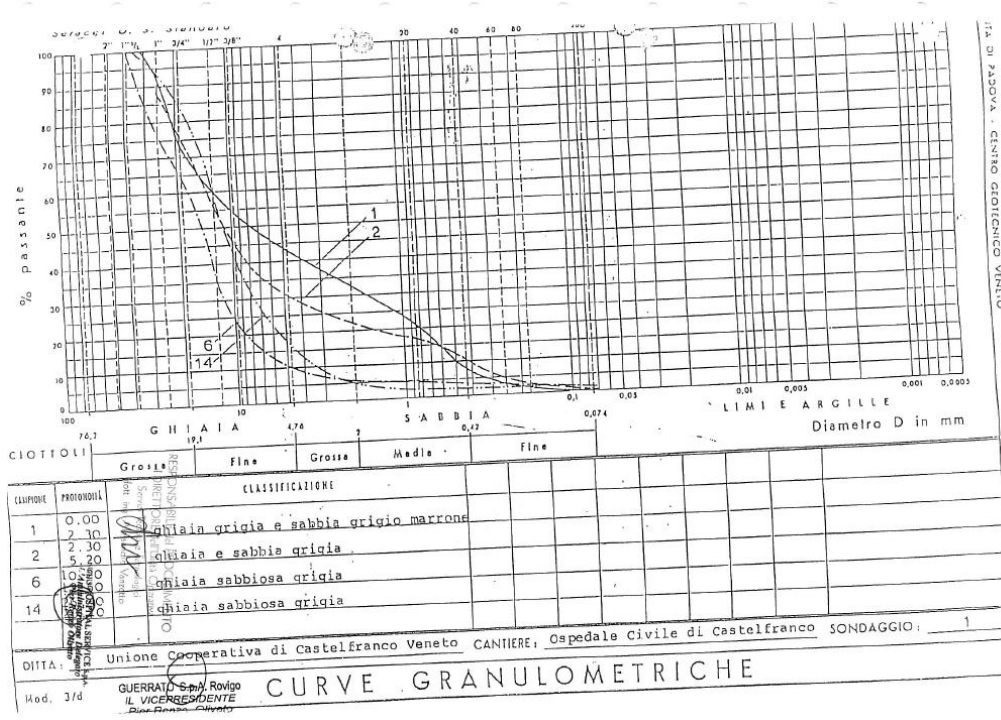 2" 1"½ 1" 3/4" 1/2" 3/8" 4 20 40 60 80
100
90
80
70
60
50
40
30
20
10
0
% passante
1
2
6
14
100 10 1 0,1 0,05 0,01 0,005 0,001 0,0005
GHIAIA SABBIA LIMI E ARGILLE
76,2 19,1 4,76 2 0,42 0,074
Diametro D in mm
CIOTTOLI Grossa Fine Grossa Media Fine
CENTRO GEOTECNICO VENETO
DI PADOVA
CAMPIONE PROFONDITÀ CLASSIFICAZIONE
1 0.00 2.30 ghiaia grigia e sabbia grigio marrone
2 2.30 5.20 ghiaia e sabbia grigia
6 ghiaia sabbiosa grigia
14 ghiaia sabbiosa grigia
DITTA: Unione Cooperativa di Castelfranco Veneto CANTIERE: Ospedale Civile di Castelfranco SONDAGGIO: 1
Mod. 3/d
GUERRATO S.p.A. Rovigo
IL VICEPRESIDENTE
CURVE GRANULOMETRICHE